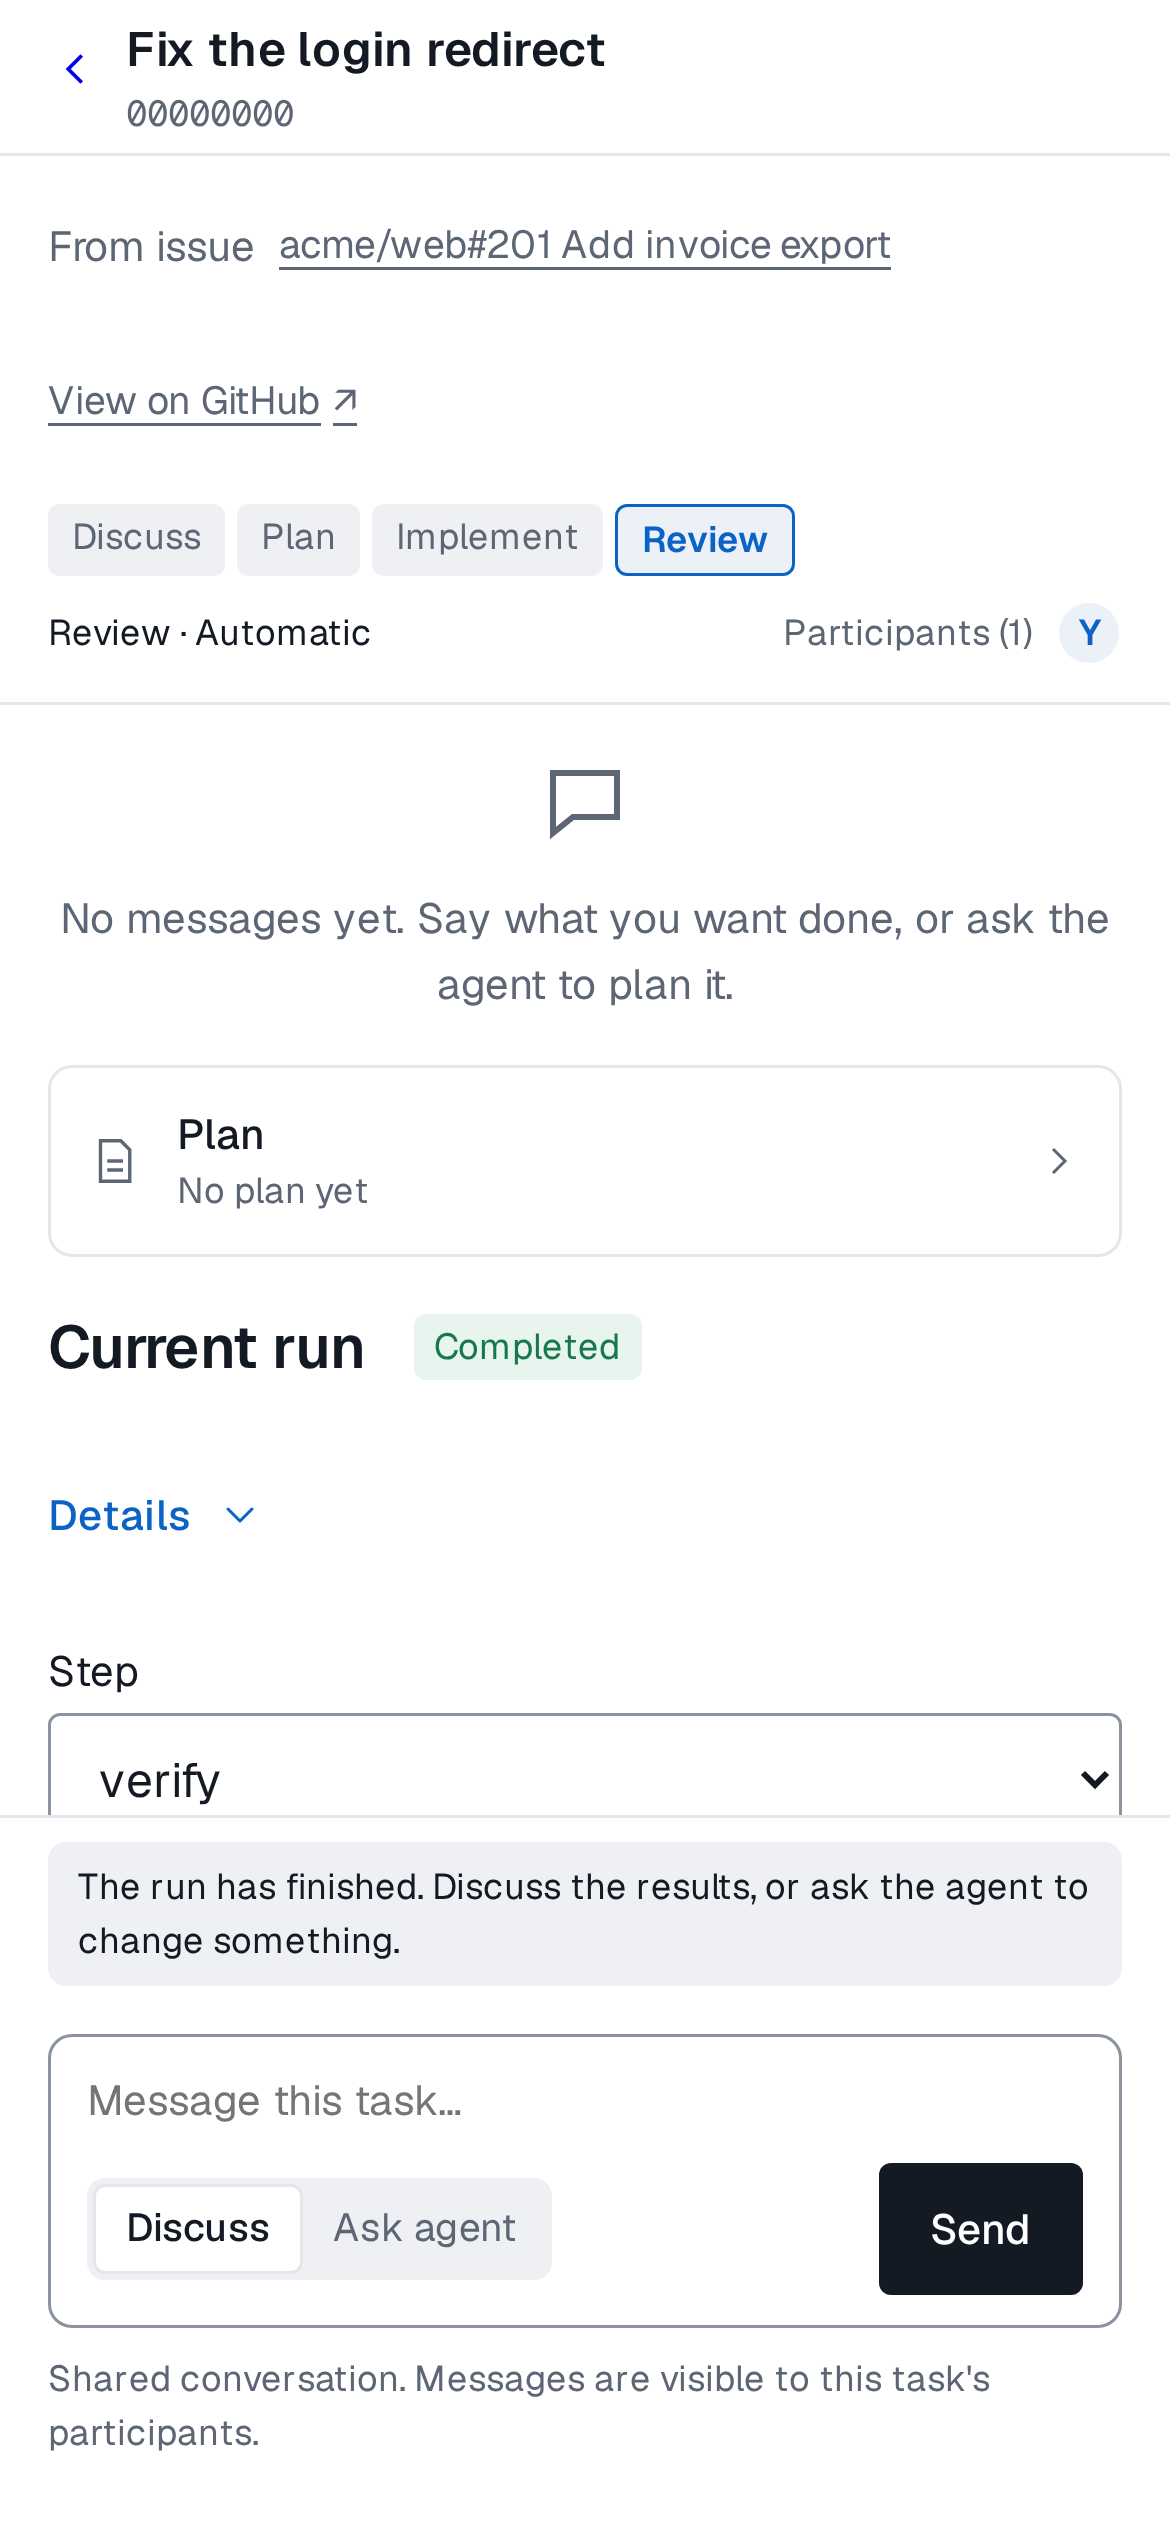 Fix the login redirect
00000000
From issue acme/web#201 Add invoice export
View on GitHub ↗
Discuss Plan Implement Review
Review · Automatic Participants (1) Y
No messages yet. Say what you want done, or ask the
agent to plan it.
Plan
No plan yet
Current run Completed
Details
Step
verify
The run has finished. Discuss the results, or ask the agent to
change something.
Message this task...
Discuss Ask agent Send
Shared conversation. Messages are visible to this task's
participants.